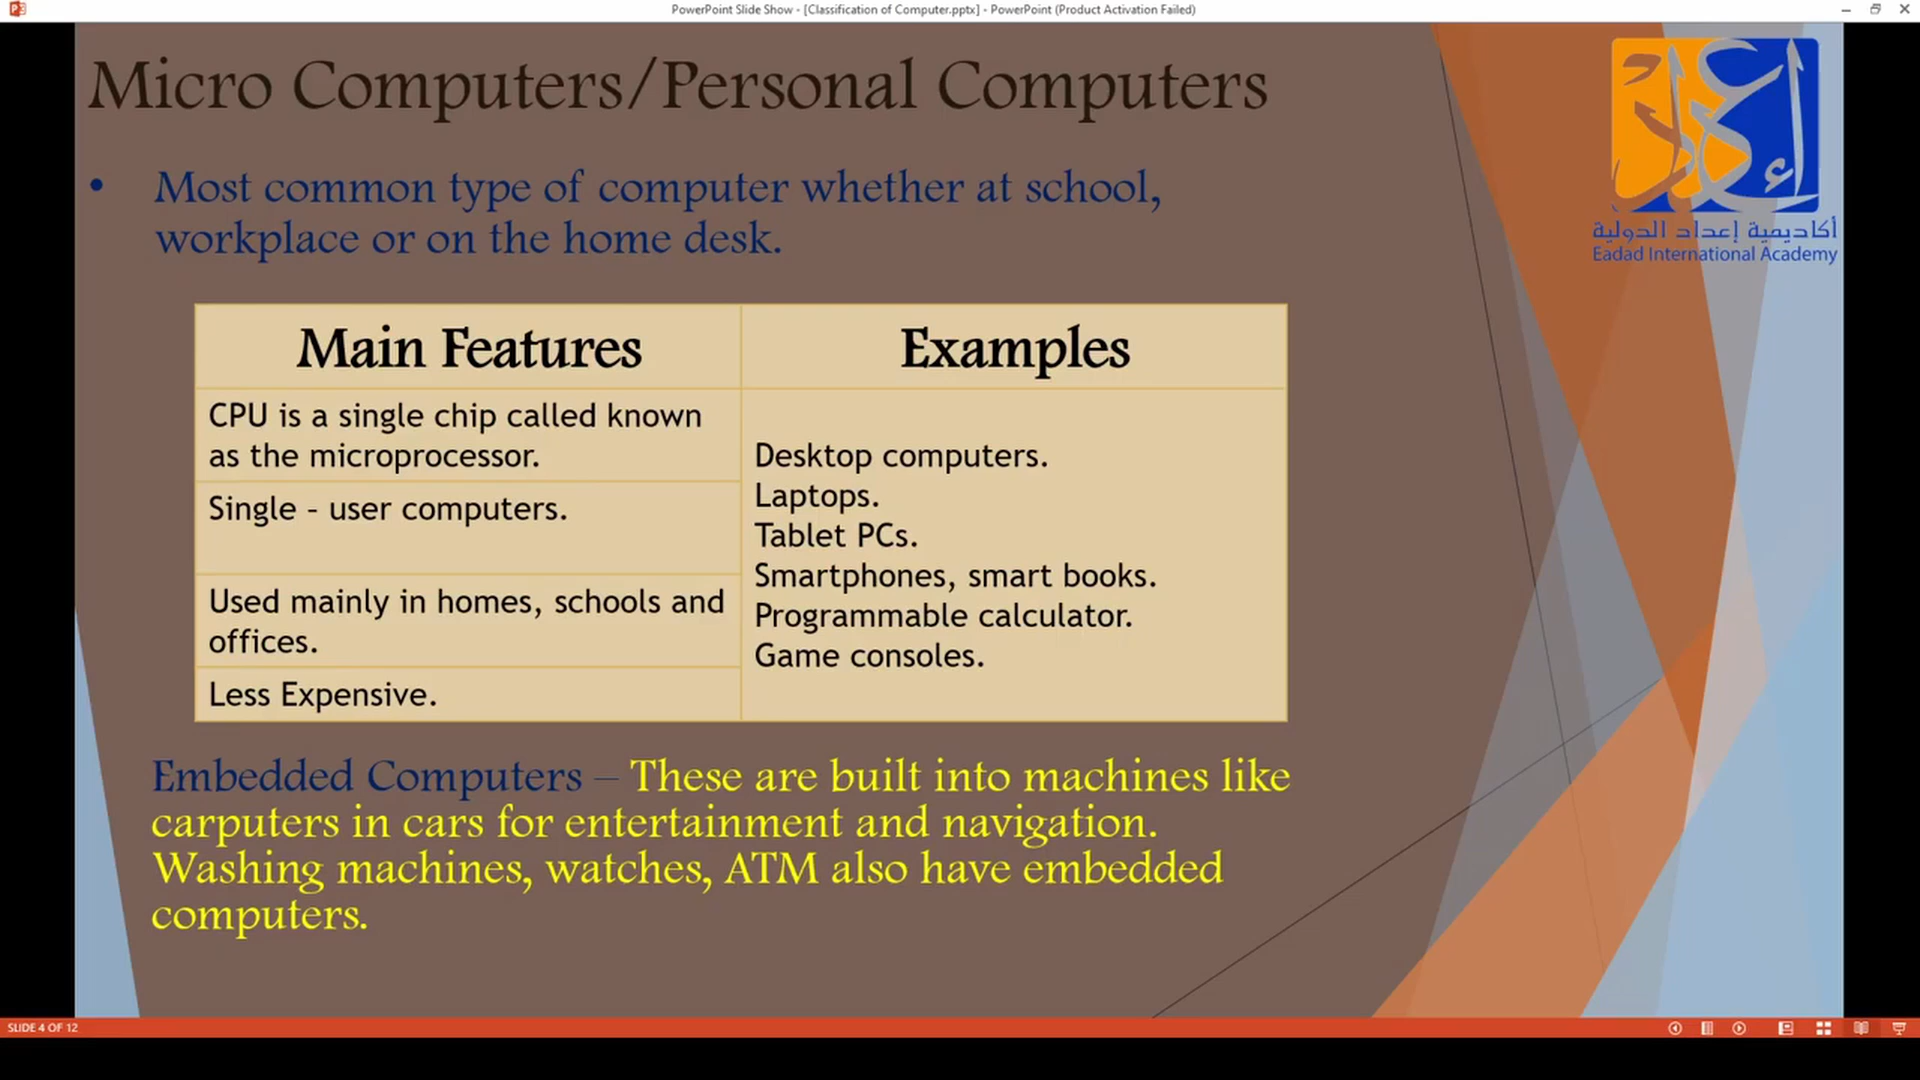 PowerPoint Slide Show - [Classification of Computer.pptx] - PowerPoint (Product Activation Failed)
Micro Computers/Personal Computers
إعداد
أكاديمية إعداد الدولية
Eadad International Academy
• Most common type of computer whether at school,
workplace or on the home desk.
Main Features
CPU is a single chip called known
as the microprocessor.
Single - user computers.
Used mainly in homes, schools and
offices.
Less Expensive.
Examples
Desktop computers.
Laptops.
Tablet PCs.
Smartphones, smart books.
Programmable calculator.
Game consoles.
Embedded Computers – These are built into machines like
carputers in cars for entertainment and navigation.
Washing machines, watches, ATM also have embedded
computers.
SLIDE 4 OF 12